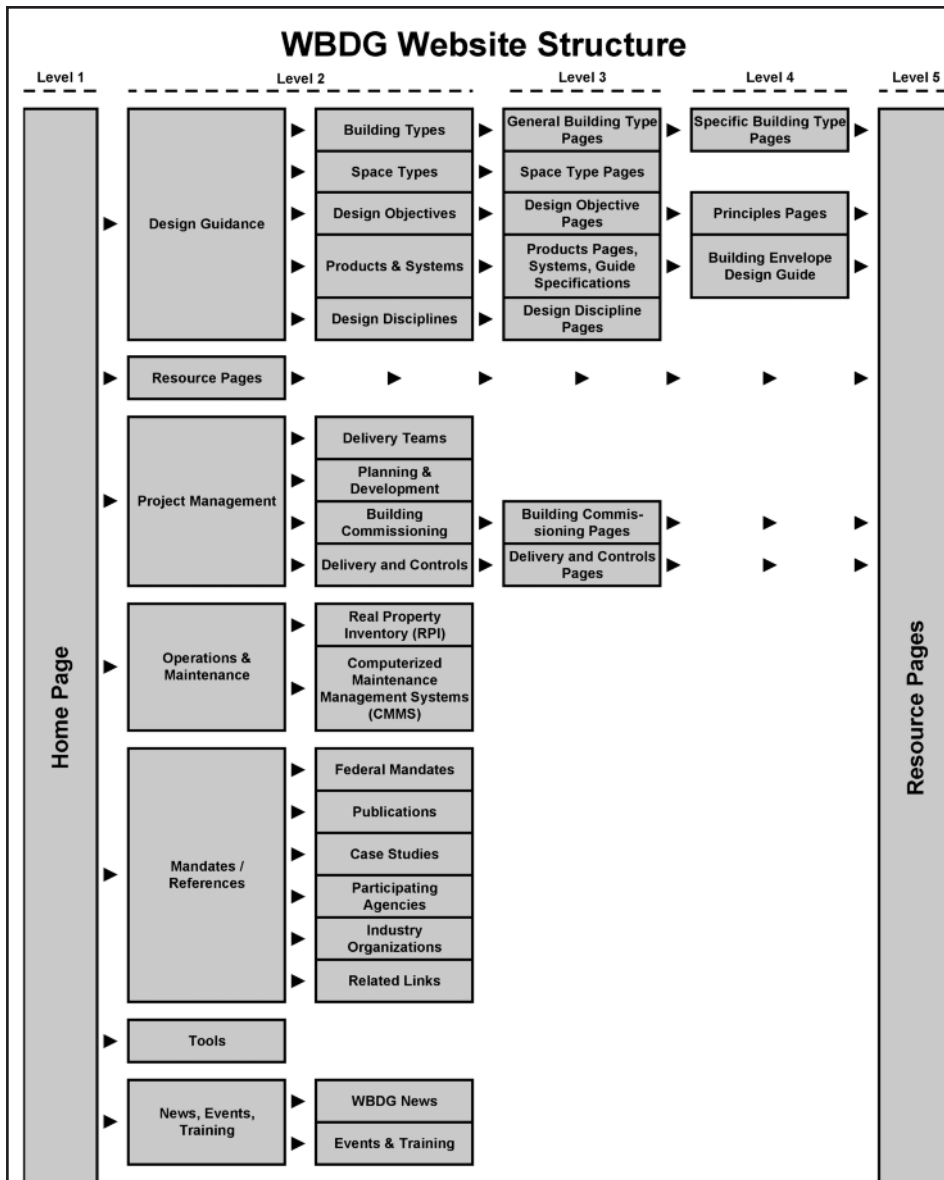 WBDG Website Structure
Level 1
Level 2
Level 3
Level 4
Level 5
Home Page
Design Guidance
Building Types
General Building Type
Pages
Specific Building Type
Pages
Space Types
Space Type Pages
Design Objectives
Design Objective
Pages
Principles Pages
Products & Systems
Products Pages,
Systems, Guide
Specifications
Building Envelope
Design Guide
Design Disciplines
Design Discipline
Pages
Resource Pages
Project Management
Delivery Teams
Planning &
Development
Building
Commissioning
Building Commis-
sioning Pages
Delivery and Controls
Delivery and Controls
Pages
Operations &
Maintenance
Real Property
Inventory (RPI)
Computerized
Maintenance
Management Systems
(CMMS)
Mandates /
References
Federal Mandates
Publications
Case Studies
Participating
Agencies
Industry
Organizations
Related Links
Tools
News, Events,
Training
WBDG News
Events & Training
Resource Pages